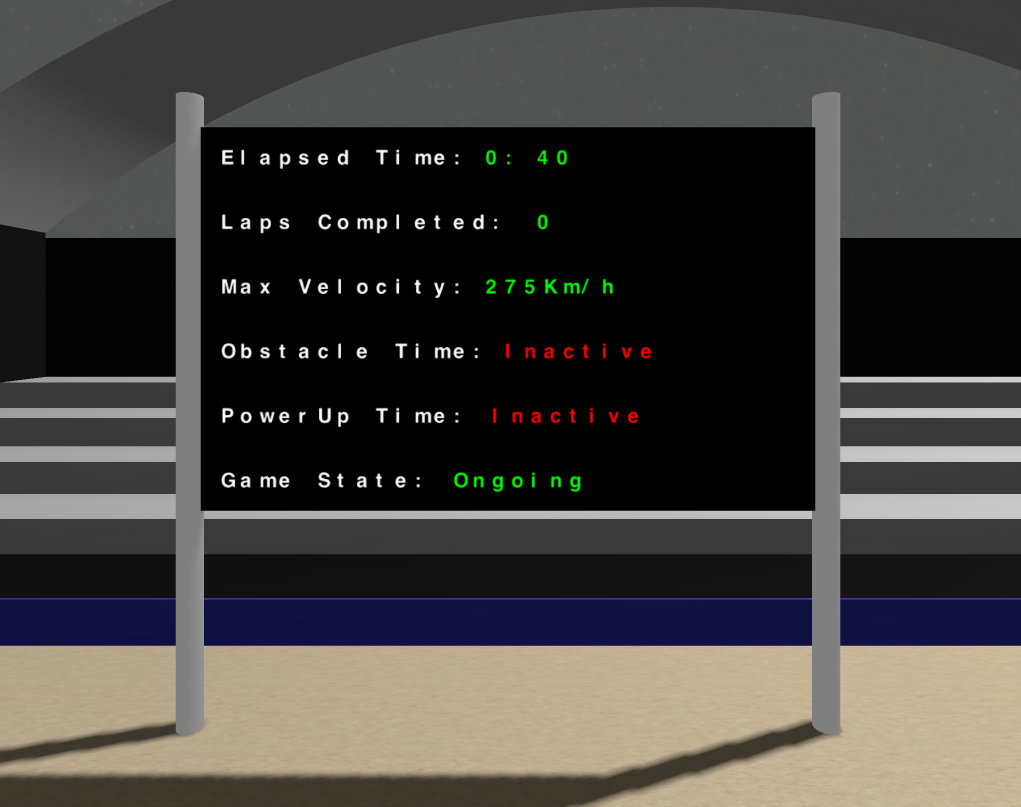 Elapsed Time: 0: 40
Laps Completed: 0
Max Velocity: 275Km/h
Obstacle Time: Inactive
PowerUp Time: Inactive
Game State: Ongoing